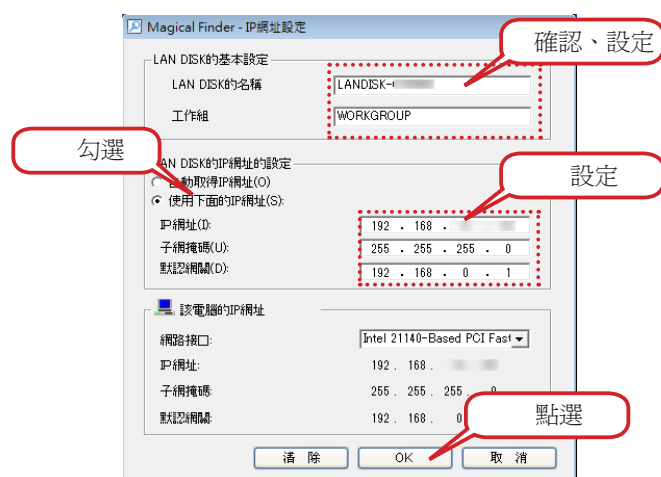 Magical Finder - IP網址設定
確認、設定
LAN DISK的基本設定
LAN DISK的名稱
LANDISK-
工作組
WORKGROUP
勾選
LAN DISK的IP網址的設定
設定
自動取得IP網址(O)
使用下面的IP網址(S):
IP網址(I):
192 . 168 .
子網掩碼(U):
255 . 255 . 255 . 0
默認網關(D):
192 . 168 . 0 . 1
該電腦的IP網址
網路接口:
Intel 21140-Based PCI Fast
IP網址:
192 . 168 .
子網掩碼:
255 . 255 . 255 . 0
默認網關:
192 . 168 . 0
點選
清 除
OK
取 消